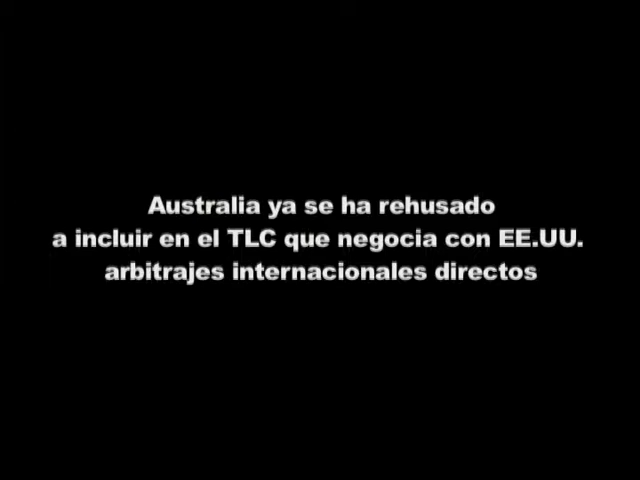 Australia ya se ha rehusado
a incluir en el TLC que negocia con EE.UU.
arbitrajes internacionales directos